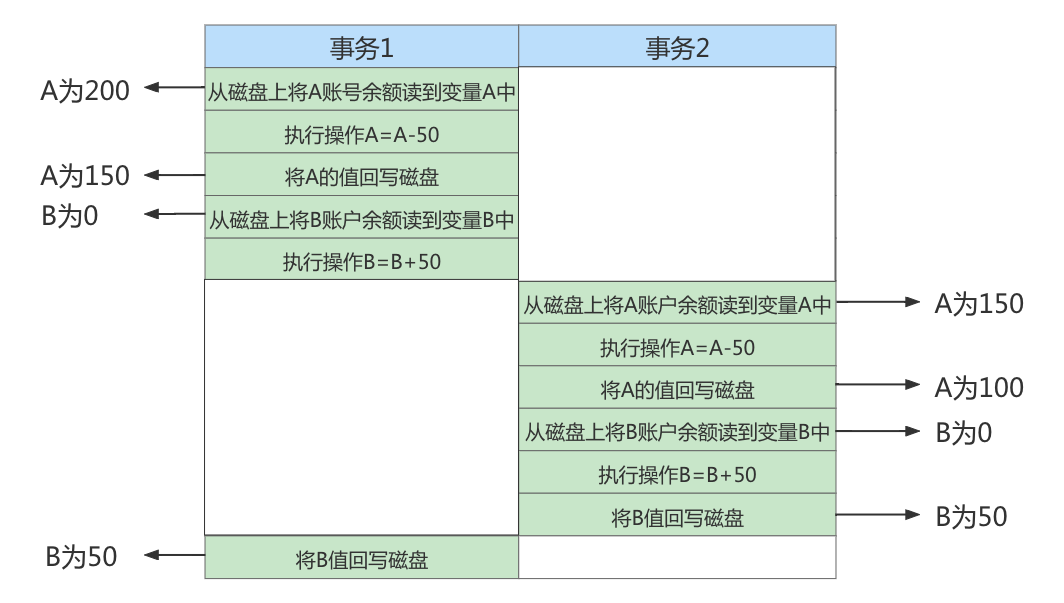 事务1
事务2
A为200
从磁盘上将A账号余额读到变量A中
执行操作A=A-50
A为150
将A的值回写磁盘
B为0
从磁盘上将B账户余额读到变量B中
执行操作B=B+50
从磁盘上将A账户余额读到变量A中
A为150
执行操作A=A-50
将A的值回写磁盘
A为100
从磁盘上将B账户余额读到变量B中
B为0
执行操作B=B+50
将B值回写磁盘
B为50
B为50
将B值回写磁盘